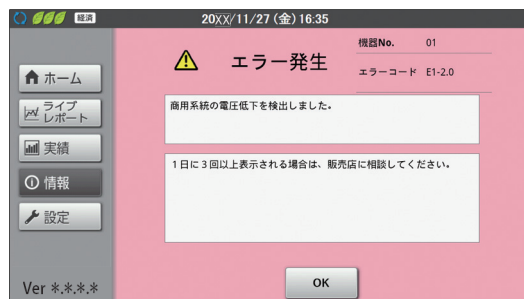 経済
20XX/11/27 (金) 16:35
機器No. 01
エラー発生
エラーコード E1-2.0
ホーム
ライブ
レポート
実績
情報
設定
商用系統の電圧低下を検出しました。
1日に3回以上表示される場合は、販売店に相談してください。
OK
Ver *.*.*.*